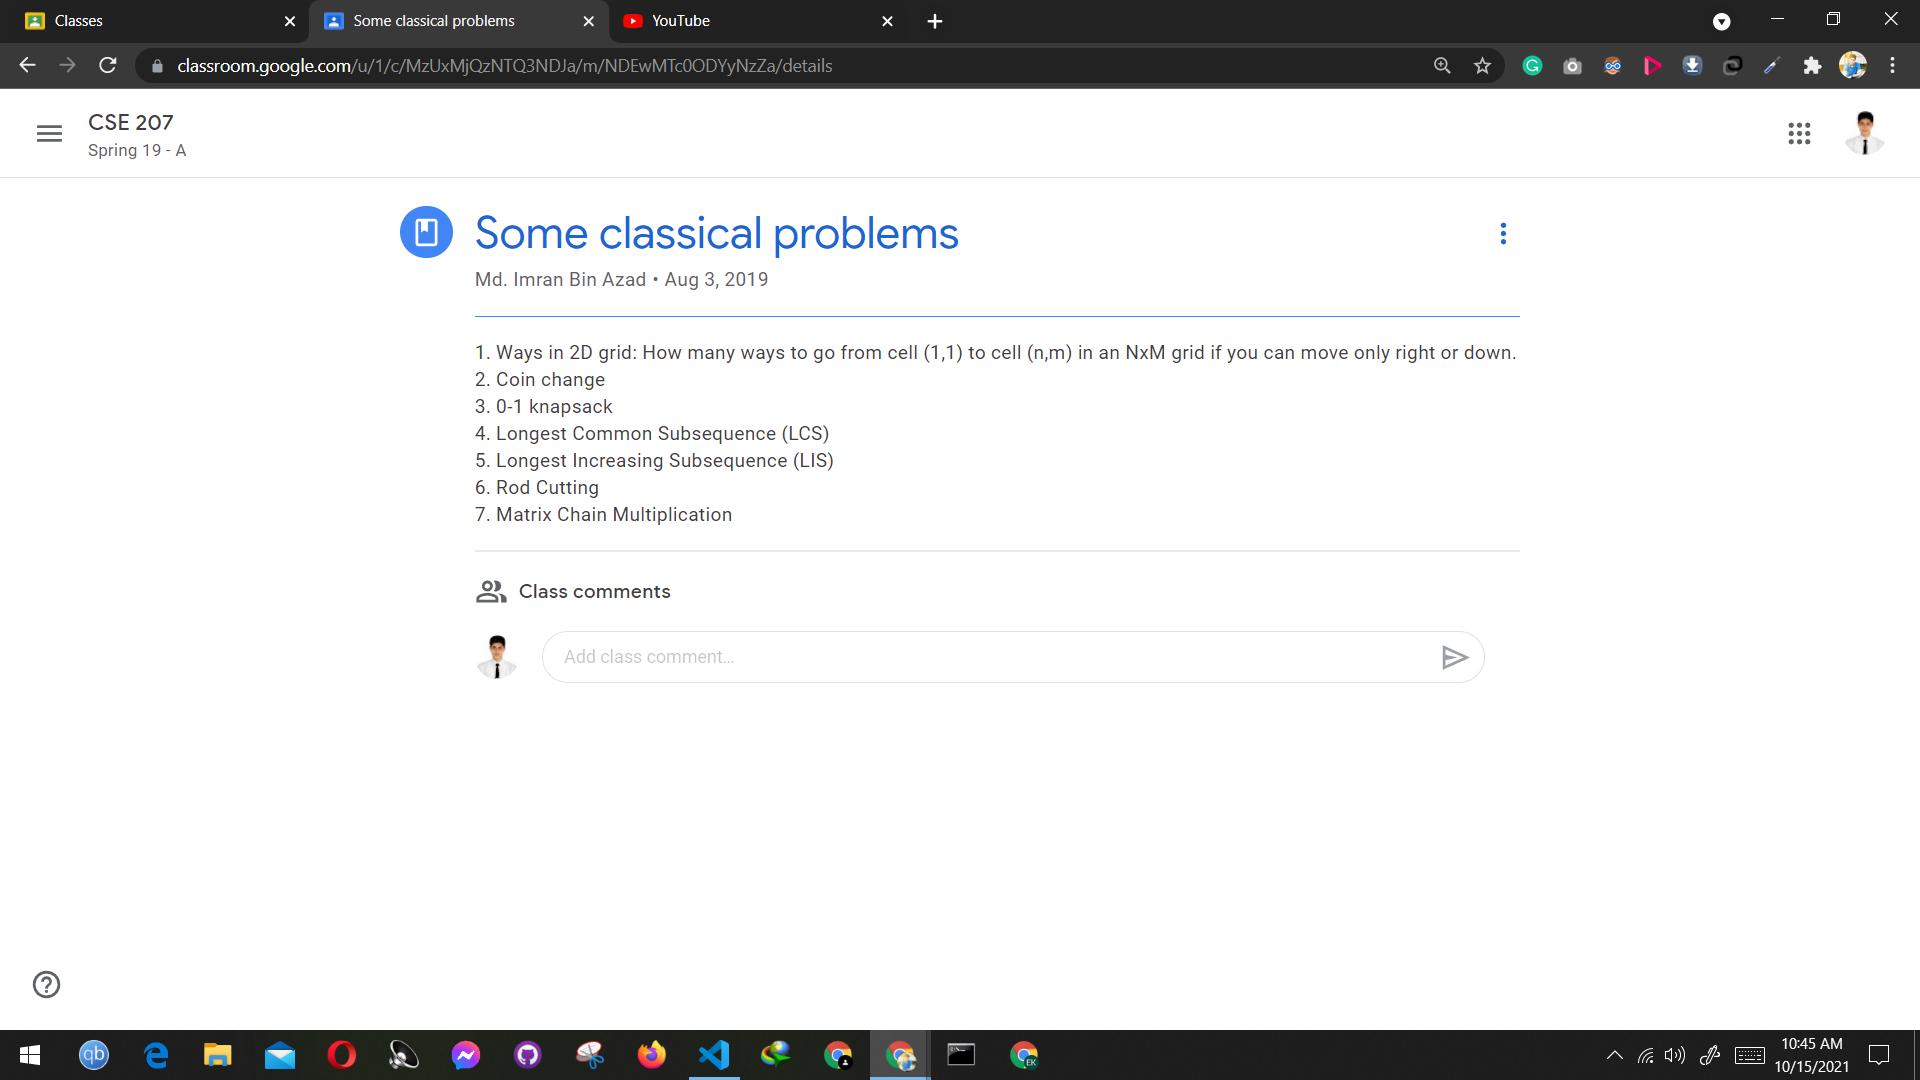 Classes
Some classical problems
YouTube
classroom.google.com/u/1/c/MzUxMjQzNTQ3NDJa/m/NDEwMTc0ODYyNzZa/details
CSE 207
Spring 19 - A
Some classical problems
Md. Imran Bin Azad • Aug 3, 2019
1. Ways in 2D grid: How many ways to go from cell (1,1) to cell (n,m) in an NxM grid if you can move only right or down.
2. Coin change
3. 0-1 knapsack
4. Longest Common Subsequence (LCS)
5. Longest Increasing Subsequence (LIS)
6. Rod Cutting
7. Matrix Chain Multiplication
Class comments
Add class comment...
qb
EK
10:45 AM
10/15/2021